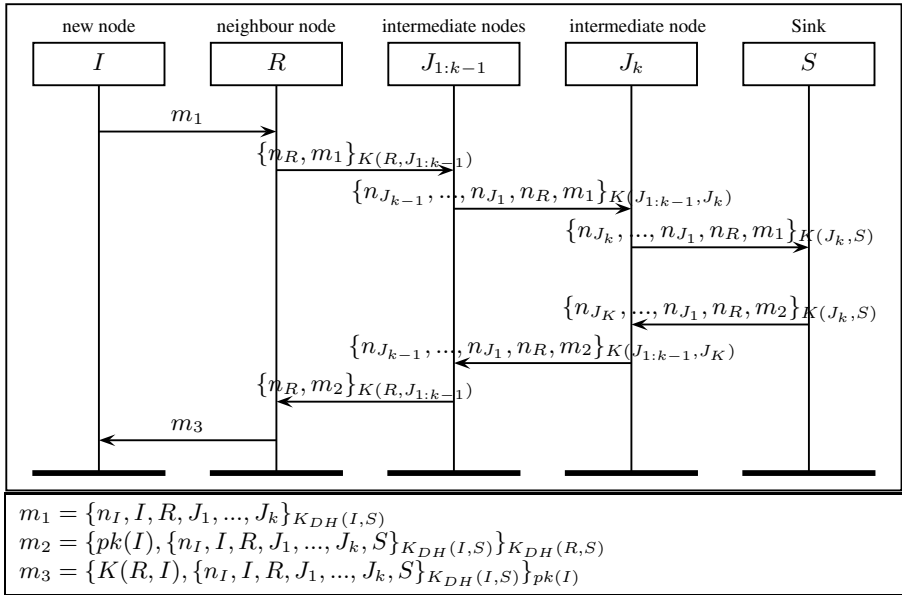 new node neighbour node intermediate nodes intermediate node Sink
I R J_{1:k−1} J_k S
m_1
{n_R, m_1}_{K(R,J_{1:k−1})}
{n_{J_{k−1}}, ..., n_{J_1}, n_R, m_1}_{K(J_{1:k−1},J_k)}
{n_{J_k}, ..., n_{J_1}, n_R, m_1}_{K(J_k,S)}
{n_{J_K}, ..., n_{J_1}, n_R, m_2}_{K(J_k,S)}
{n_{J_{k−1}}, ..., n_{J_1}, n_R, m_2}_{K(J_{1:k−1},J_K)}
{n_R, m_2}_{K(R,J_{1:k−1})}
m_3
m_1 = {n_I, I, R, J_1, ..., J_k}_{K_{DH}(I,S)}
m_2 = {pk(I), {n_I, I, R, J_1, ..., J_k, S}_{K_{DH}(I,S)}}_{K_{DH}(R,S)}
m_3 = {K(R, I), {n_I, I, R, J_1, ..., J_k, S}_{K_{DH}(I,S)}}_{pk(I)}